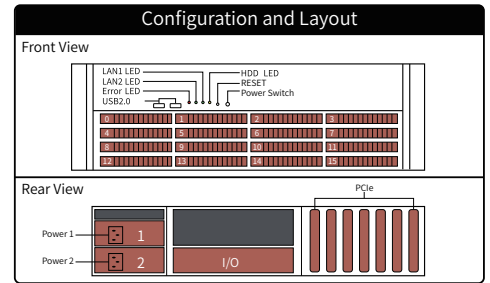 Configuration and Layout
Front View
LAN1 LED
LAN2 LED
Error LED
USB2.0
HDD LED
RESET
Power Switch
0 1 2 3
4 5 6 7
8 9 10 11
12 13 14 15
Rear View
PCIe
Power 1
1
Power 2
2
I/O